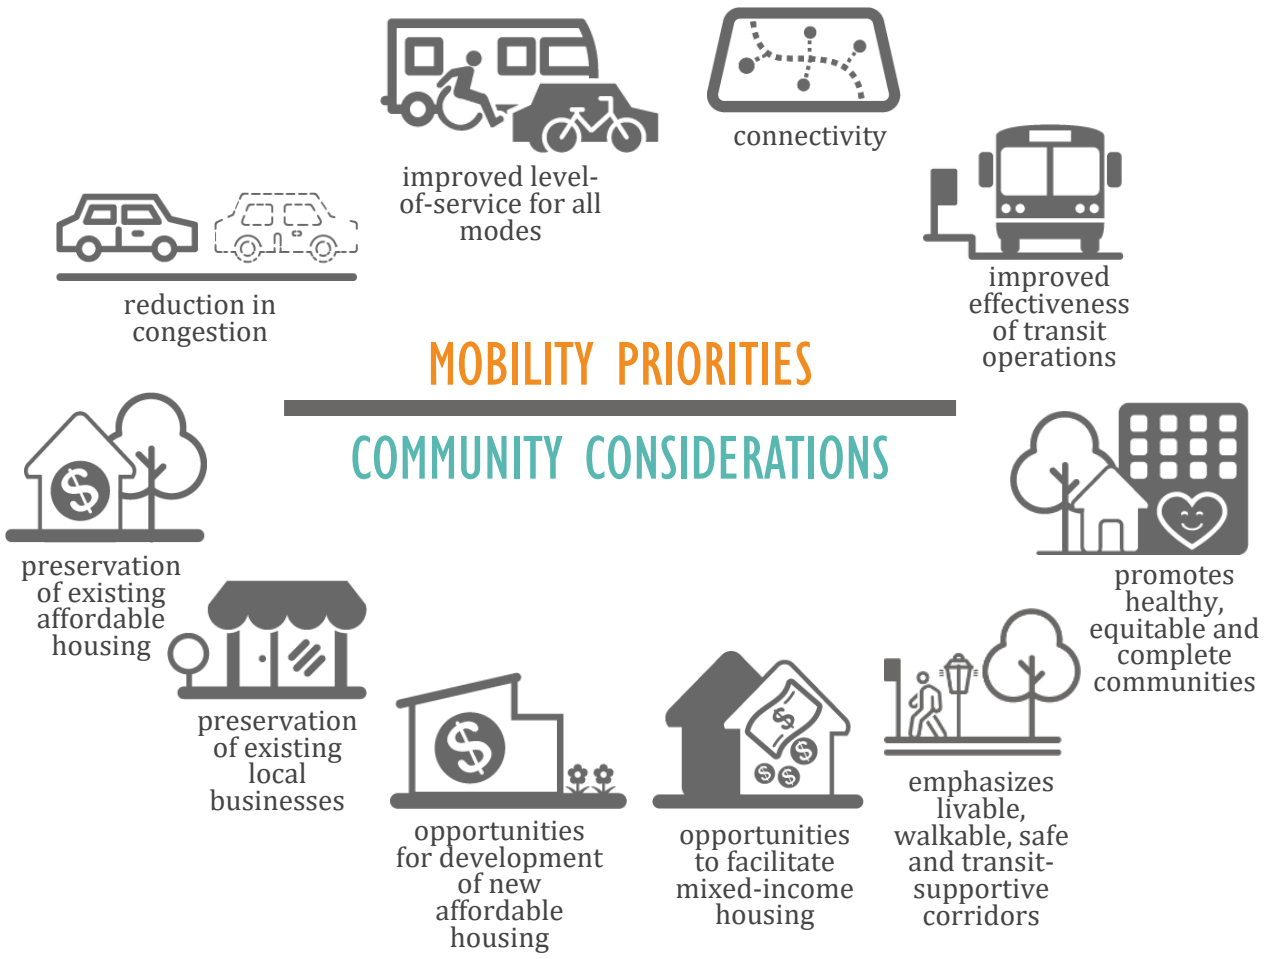 improved level-
of-service for all
modes
connectivity
reduction in
congestion
improved
effectiveness
of transit
operations
MOBILITY PRIORITIES
COMMUNITY CONSIDERATIONS
$
preservation
of existing
affordable
housing
preservation
of existing
local
businesses
$
opportunities
for development
of new
affordable
housing
$
$
$ $
opportunities
to facilitate
mixed-income
housing
emphasizes
livable,
walkable, safe
and transit-
supportive
corridors
promotes
healthy,
equitable and
complete
communities